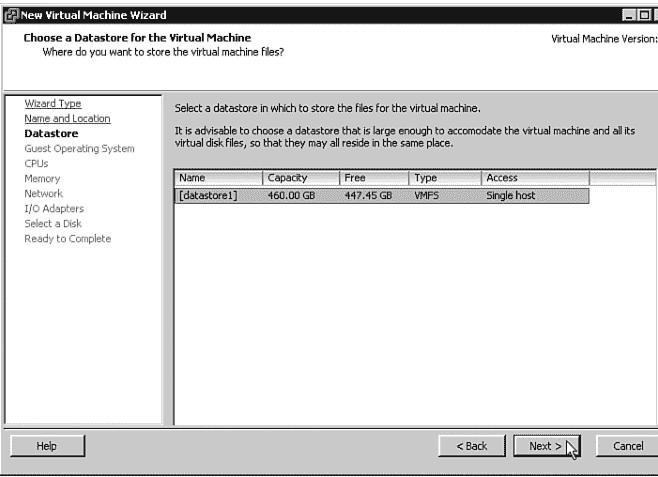 New Virtual Machine Wizard
Choose a Datastore for the Virtual Machine
Where do you want to store the virtual machine files?
Virtual Machine Version:
Wizard Type
Name and Location
Datastore
Guest Operating System
CPUs
Memory
Network
I/O Adapters
Select a Disk
Ready to Complete
Select a datastore in which to store the files for the virtual machine.
It is advisable to choose a datastore that is large enough to accomodate the virtual machine and all its
virtual disk files, so that they may all reside in the same place.
Name Capacity Free Type Access
[datastore1] 460.00 GB 447.45 GB VMFS Single host
Help < Back Next > Cancel